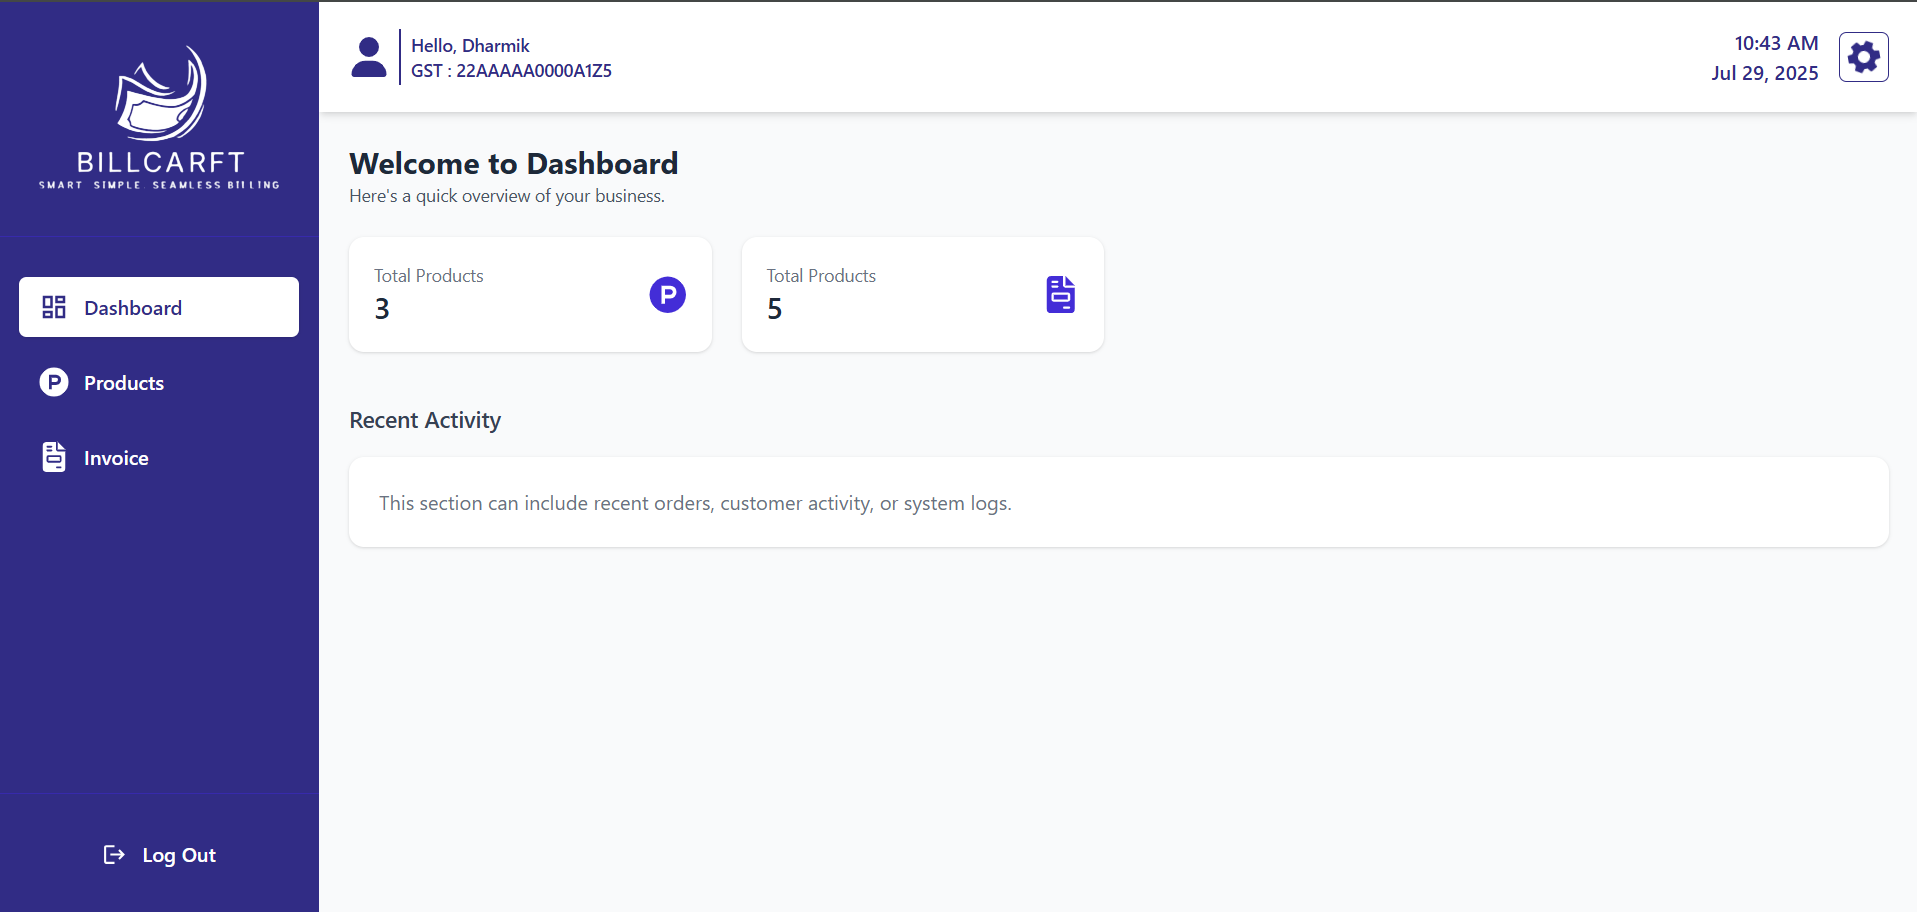 BILLCARFT
SMART. SIMPLE. SEAMLESS BILLING
Dashboard
P Products
Invoice
Log Out
Hello, Dharmik
GST : 22AAAAA0000A1Z5
10:43 AM
Jul 29, 2025
Welcome to Dashboard
Here's a quick overview of your business.
Total Products
3
P
Total Products
5
Recent Activity
This section can include recent orders, customer activity, or system logs.